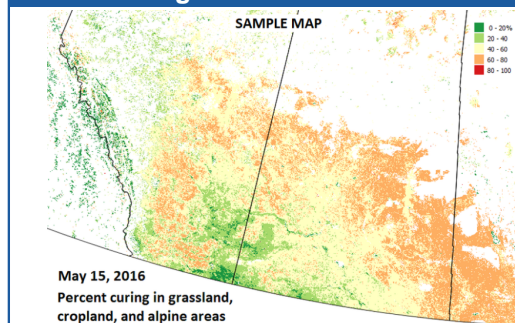 SAMPLE MAP
0 - 20%
20 - 40
40 - 60
60 - 80
80 - 100
May 15, 2016
Percent curing in grassland,
cropland, and alpine areas